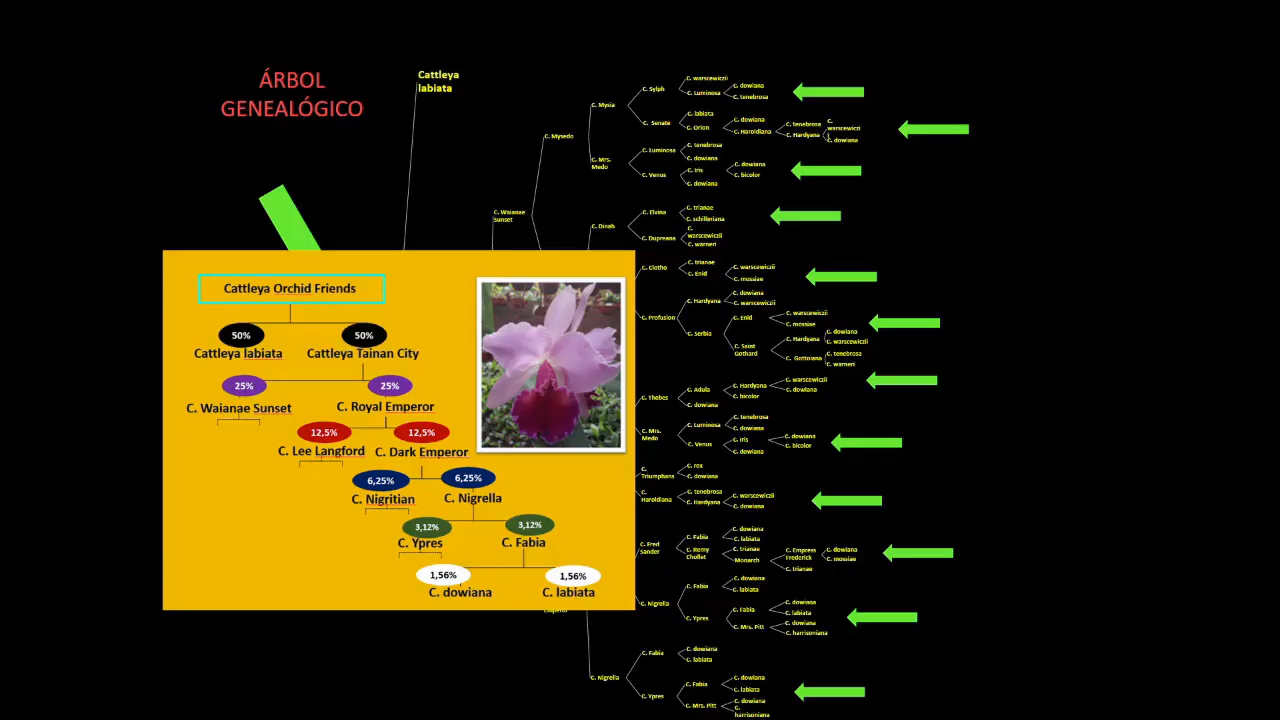 ÁRBOL
GENEALÓGICO
Cattleya
labiata
C. Waianae
Sunset
C. Mysedo
C. Mysia
C. Mrs.
Medo
C. Dinah
C. Sylph
C. Senate
C. Luminosa
C. Venus
C. Elvina
C. Dupreana
C. warscewiczii
C. Luminosa
C. dowiana
C. tenebrosa
C. labiata
C. Orion
C. dowiana
C. Haroldiana
C. tenebrosa
C. Hardyana
C.
warscewiczi
i
C. dowiana
C. tenebrosa
C. dowiana
C. Iris
C. dowiana
C. dowiana
C. bicolor
C. trianae
C. schilleriana
C.
warscewiczii
C. warneri
C. Clotho
C. trianae
C. Enid
C. warscewiczii
C. mossiae
C. Profusion
C. Hardyana
C. dowiana
C. warscewiczii
C. Serbia
C. Enid
C. warscewiczii
C. mossiae
C. Saint
Gothard
C. Hardyana
C. dowiana
C. warscewiczii
C. Gottoiana
C. tenebrosa
C. warneri
C. Thebes
C. Adula
C. dowiana
C. Hardyana
C. bicolor
C. warscewiczii
C. dowiana
C. Mrs.
Medo
C. Luminosa
C. Venus
C. tenebrosa
C. dowiana
C. Iris
C. dowiana
C. dowiana
C. bicolor
C.
Triumphans
C. rex
C. dowiana
C.
Haroldiana
C. tenebrosa
C. Hardyana
C. warscewiczii
C. dowiana
C. Fred
Sander
C. Fabia
C. Remy
Chollet
C. dowiana
C. labiata
C. trianae
Monarch
C. Empress
Frederick
C. trianae
C. dowiana
C. mossiae
C. Nigrella
C. Fabia
C. Ypres
C. dowiana
C. labiata
C. Fabia
C. Mrs. Pitt
C. dowiana
C. labiata
C. dowiana
C. harrisoniana
C. Nigrella
C. Fabia
C. Ypres
C. dowiana
C. labiata
C. Fabia
C. Mrs. Pitt
C. dowiana
C. labiata
C. dowiana
C.
harrisoniana
Cattleya Orchid Friends
50%
50%
Cattleya labiata
Cattleya Tainan City
25%
25%
C. Waianae Sunset
C. Royal Emperor
12,5%
12,5%
C. Lee Langford
C. Dark Emperor
6,25%
6,25%
C. Nigritian
C. Nigrella
3,12%
3,12%
C. Ypres
C. Fabia
1,56%
1,56%
C. dowiana
C. labiata